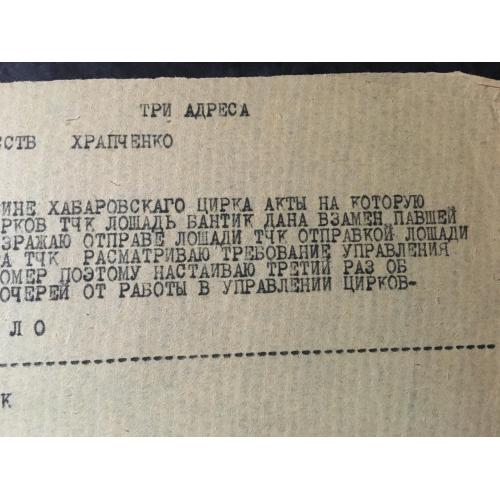 ТРИ АДРЕСА
ССТВ ХРАПЧЕНКО
ИНЕ ХАБАРОВСКАГО ЦИРКА АКТЫ НА КОТОРУЮ
РКОВ ТЧК ЛОШАДЬ БАНТИК ДАНА ВЗАМЕН ПАВШЕЙ
ЗРАЖАЮ ОТПРАВЕ ЛОШАДИ ТЧК ОТПРАВКОЙ ЛОШАДИ
А ТЧК РАСМАТРИВАЮ ТРЕБОВАНИЕ УПРАВЛЕНИЯ
ОМЕР ПОЭТОМУ НАСТАИВАЮ ТРЕТИЙ РАЗ ОБ
ОЧЕРЕЙ ОТ РАБОТЫ В УПРАВЛЕНИИ ЦИРКОВ-
Л О
К